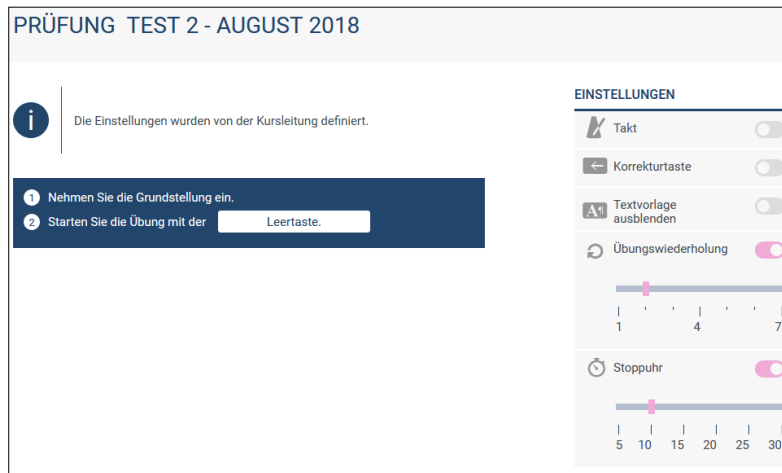 PRÜFUNG TEST 2 - AUGUST 2018
i
Die Einstellungen wurden von der Kursleitung definiert.
1 Nehmen Sie die Grundstellung ein.
2 Starten Sie die Übung mit der Leertaste.
EINSTELLUNGEN
Takt
Korrekturtaste
A¶ Textvorlage
ausblenden
Übungswiederholung
1 4 7
Stoppuhr
5 10 15 20 25 30